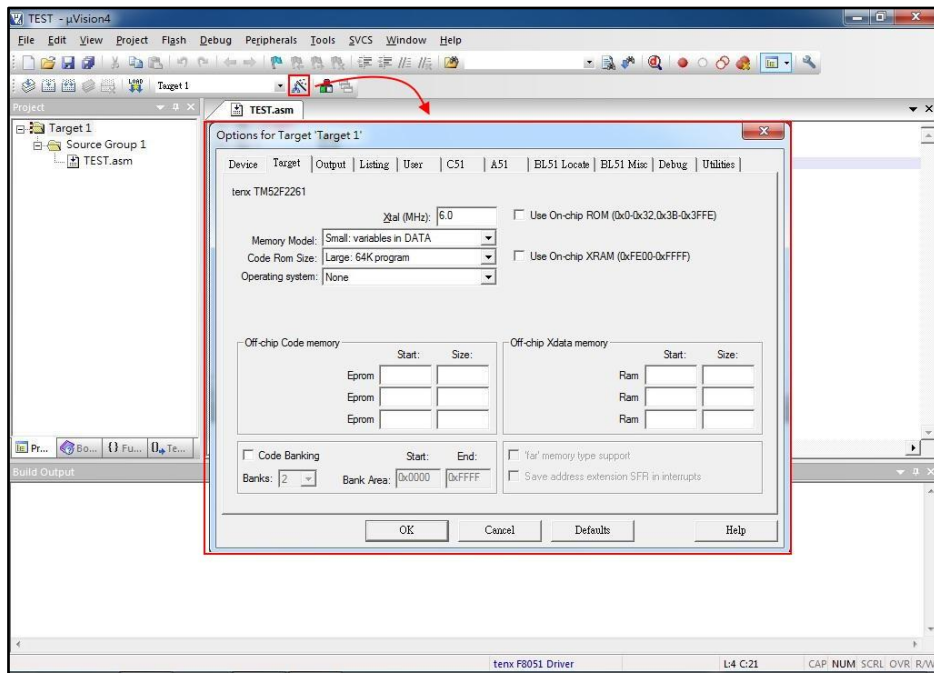 TEST - µVision4
File Edit View Project Flash Debug Peripherals Tools SVCS Window Help
LOAD Target 1
Project
TEST.asm
Target 1
Source Group 1
TEST.asm
Options for Target 'Target 1'
Device Target Output Listing User C51 A51 BL51 Locate BL51 Misc Debug Utilities
tenx TM52F2261
Xtal (MHz): 6.0
Use On-chip ROM (0x0-0x32,0x3B-0x3FFE)
Memory Model: Small: variables in DATA
Code Rom Size: Large: 64K program
Use On-chip XRAM (0xFE00-0xFFFF)
Operating system: None
Off-chip Code memory
Start: Size:
Eprom
Eprom
Eprom
Off-chip Xdata memory
Start: Size:
Ram
Ram
Ram
Code Banking Start: End:
Banks: 2 Bank Area: 0x0000 0xFFFF
'far' memory type support
Save address extension SFR in interrupts
OK Cancel Defaults Help
Pr... Bo... {} Fu... 0 Te...
Build Output
tenx F8051 Driver L:4 C:21 CAP NUM SCRL OVR R/W